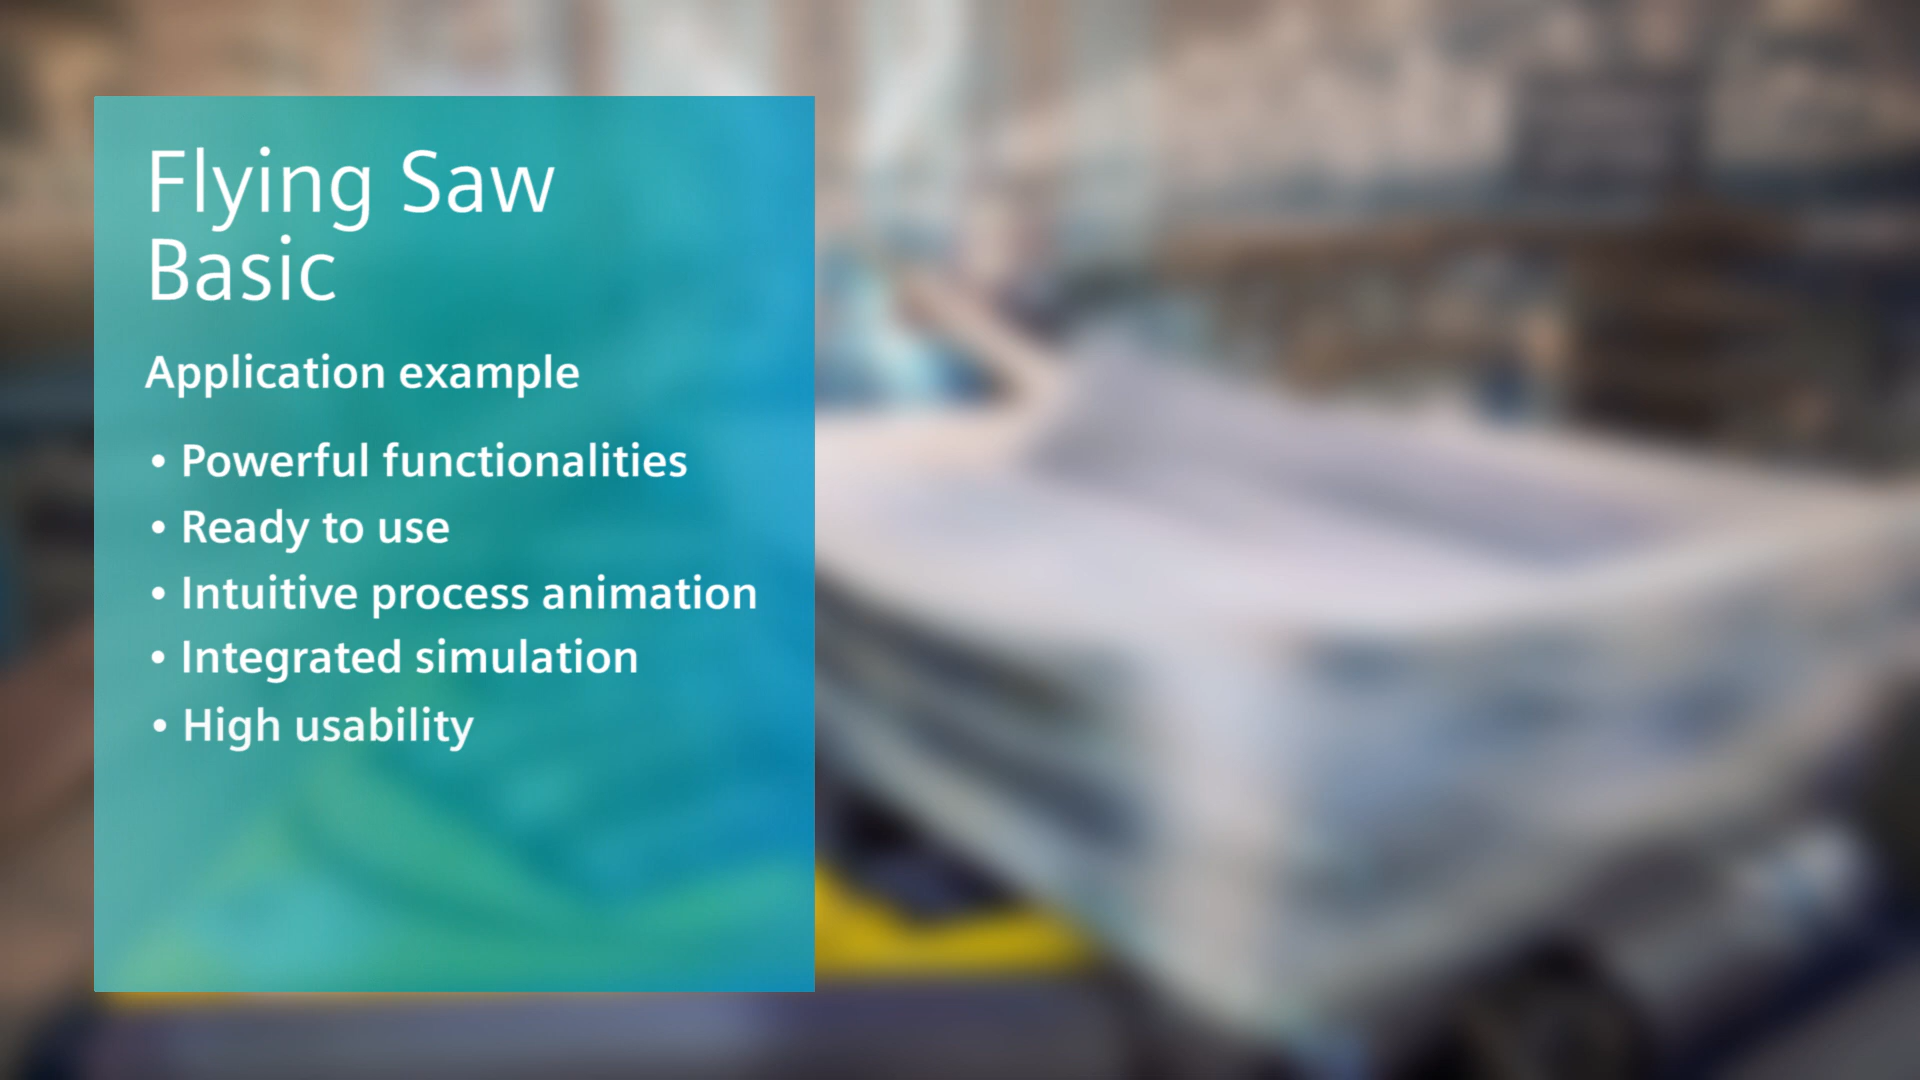 Flying Saw
Basic
Application example
• Powerful functionalities
• Ready to use
• Intuitive process animation
• Integrated simulation
• High usability